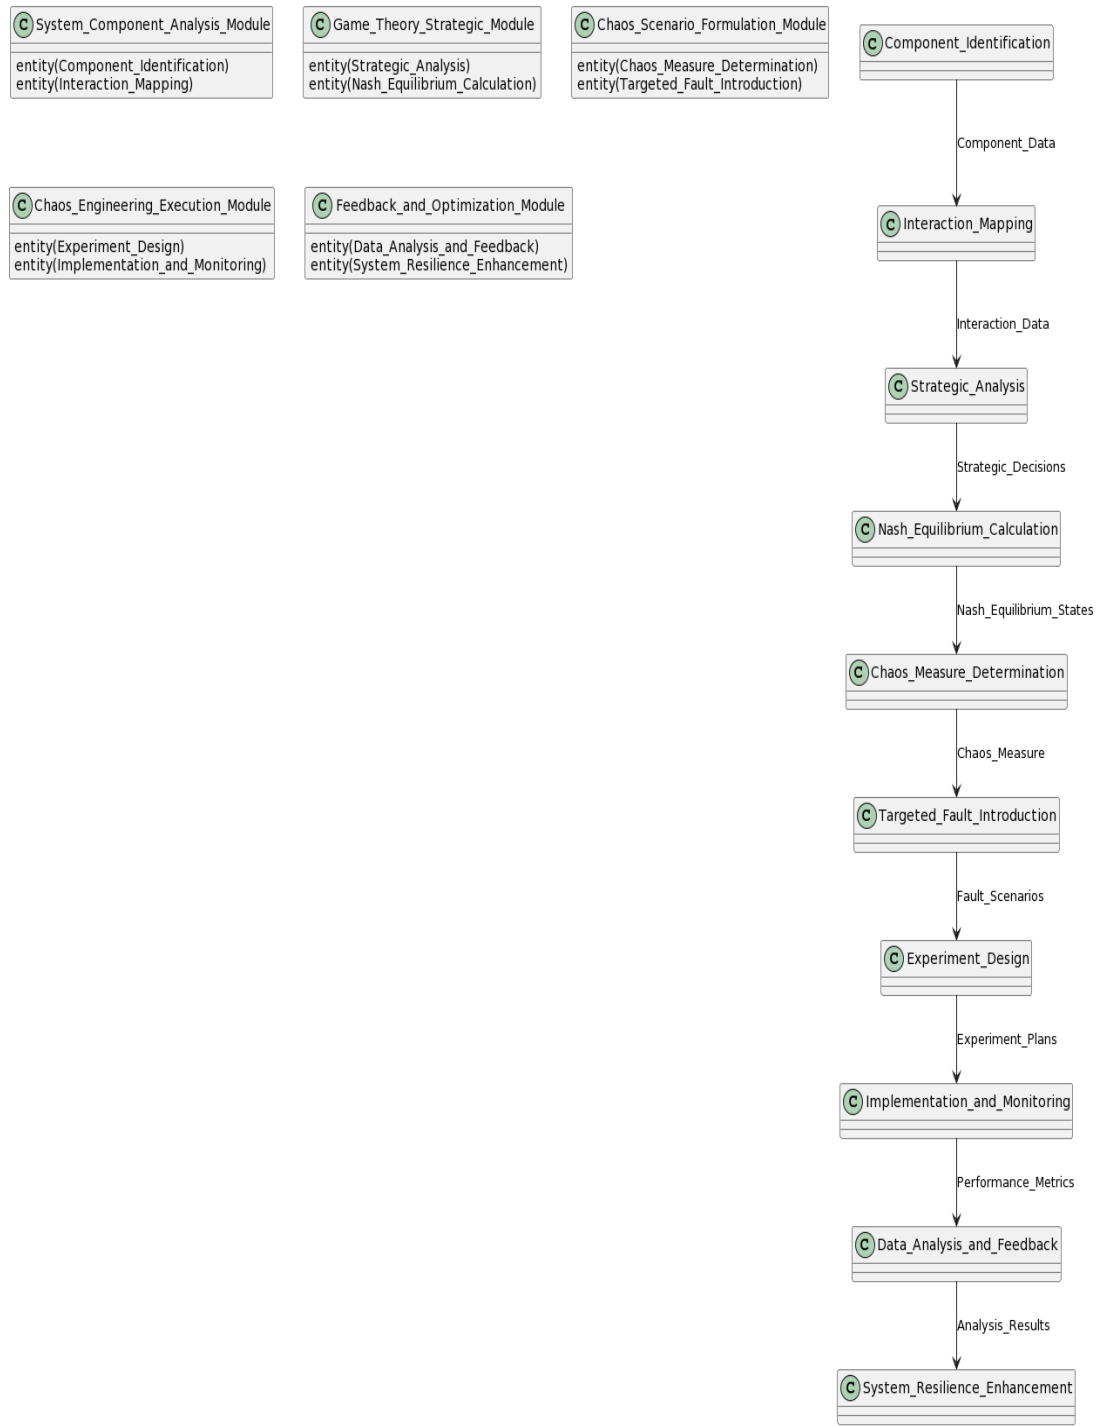 C System_Component_Analysis_Module
entity(Component_Identification)
entity(Interaction_Mapping)
C Game_Theory_Strategic_Module
entity(Strategic_Analysis)
entity(Nash_Equilibrium_Calculation)
C Chaos_Scenario_Formulation_Module
entity(Chaos_Measure_Determination)
entity(Targeted_Fault_Introduction)
C Chaos_Engineering_Execution_Module
entity(Experiment_Design)
entity(Implementation_and_Monitoring)
C Feedback_and_Optimization_Module
entity(Data_Analysis_and_Feedback)
entity(System_Resilience_Enhancement)
C Component_Identification
Component_Data
C Interaction_Mapping
Interaction_Data
C Strategic_Analysis
Strategic_Decisions
C Nash_Equilibrium_Calculation
Nash_Equilibrium_States
C Chaos_Measure_Determination
Chaos_Measure
C Targeted_Fault_Introduction
Fault_Scenarios
C Experiment_Design
Experiment_Plans
C Implementation_and_Monitoring
Performance_Metrics
C Data_Analysis_and_Feedback
Analysis_Results
C System_Resilience_Enhancement